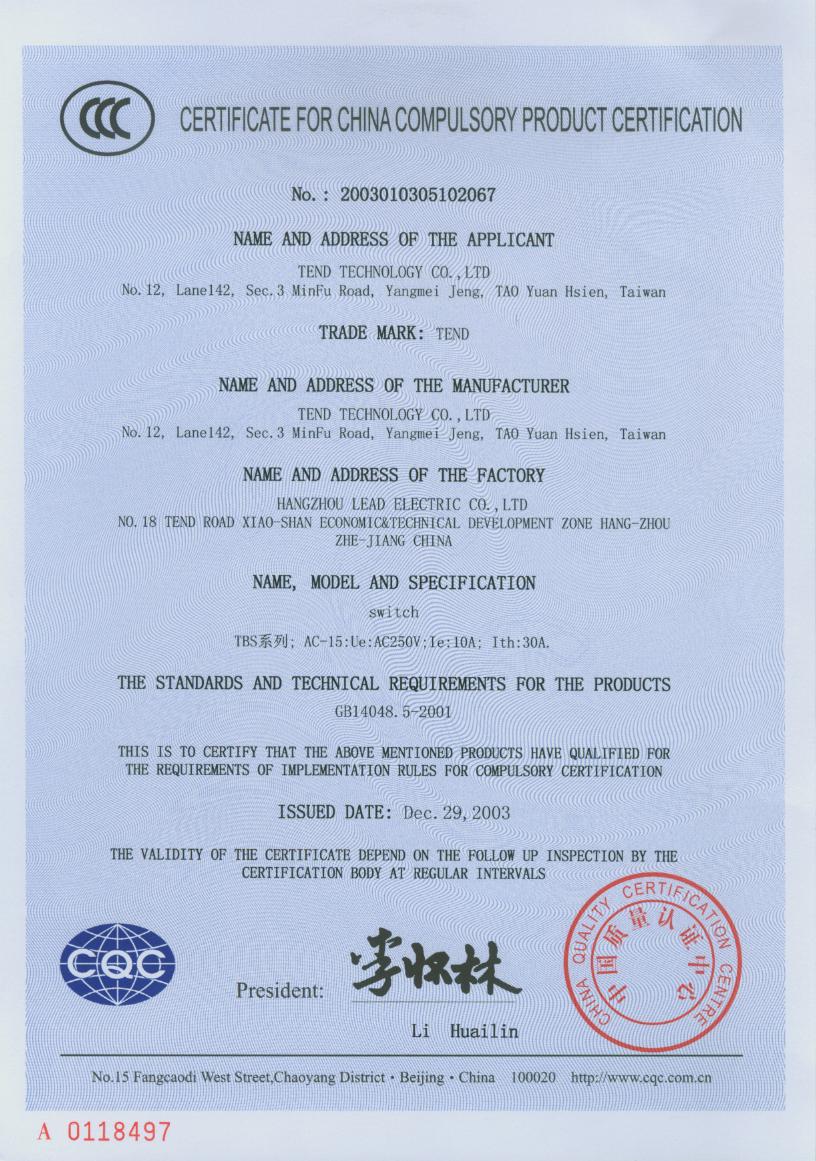 CCC CERTIFICATE FOR CHINA COMPULSORY PRODUCT CERTIFICATION
No.: 2003010305102067
NAME AND ADDRESS OF THE APPLICANT
TEND TECHNOLOGY CO.,LTD
No.12, Lane142, Sec.3 MinFu Road, Yangmei Jeng, TAO Yuan Hsien, Taiwan
TRADE MARK: TEND
NAME AND ADDRESS OF THE MANUFACTURER
TEND TECHNOLOGY CO.,LTD
No.12, Lane142, Sec.3 MinFu Road, Yangmei Jeng, TAO Yuan Hsien, Taiwan
NAME AND ADDRESS OF THE FACTORY
HANGZHOU LEAD ELECTRIC CO.,LTD
NO.18 TEND ROAD XIAO-SHAN ECONOMIC&TECHNICAL DEVELOPMENT ZONE HANG-ZHOU
ZHE-JIANG CHINA
NAME, MODEL AND SPECIFICATION
switch
TBS系列; AC-15:Ue:AC250V;Ie:10A; Ith:30A.
THE STANDARDS AND TECHNICAL REQUIREMENTS FOR THE PRODUCTS
GB14048.5-2001
THIS IS TO CERTIFY THAT THE ABOVE MENTIONED PRODUCTS HAVE QUALIFIED FOR
THE REQUIREMENTS OF IMPLEMENTATION RULES FOR COMPULSORY CERTIFICATION
ISSUED DATE: Dec.29,2003
THE VALIDITY OF THE CERTIFICATE DEPEND ON THE FOLLOW UP INSPECTION BY THE
CERTIFICATION BODY AT REGULAR INTERVALS
CQC
President: 李怀林
Li Huailin
CHINA QUALITY CERTIFICATION CENTRE
中国质量认证中心
No.15 Fangcaodi West Street,Chaoyang District·Beijing·China 100020 http://www.cqc.com.cn
A 0118497